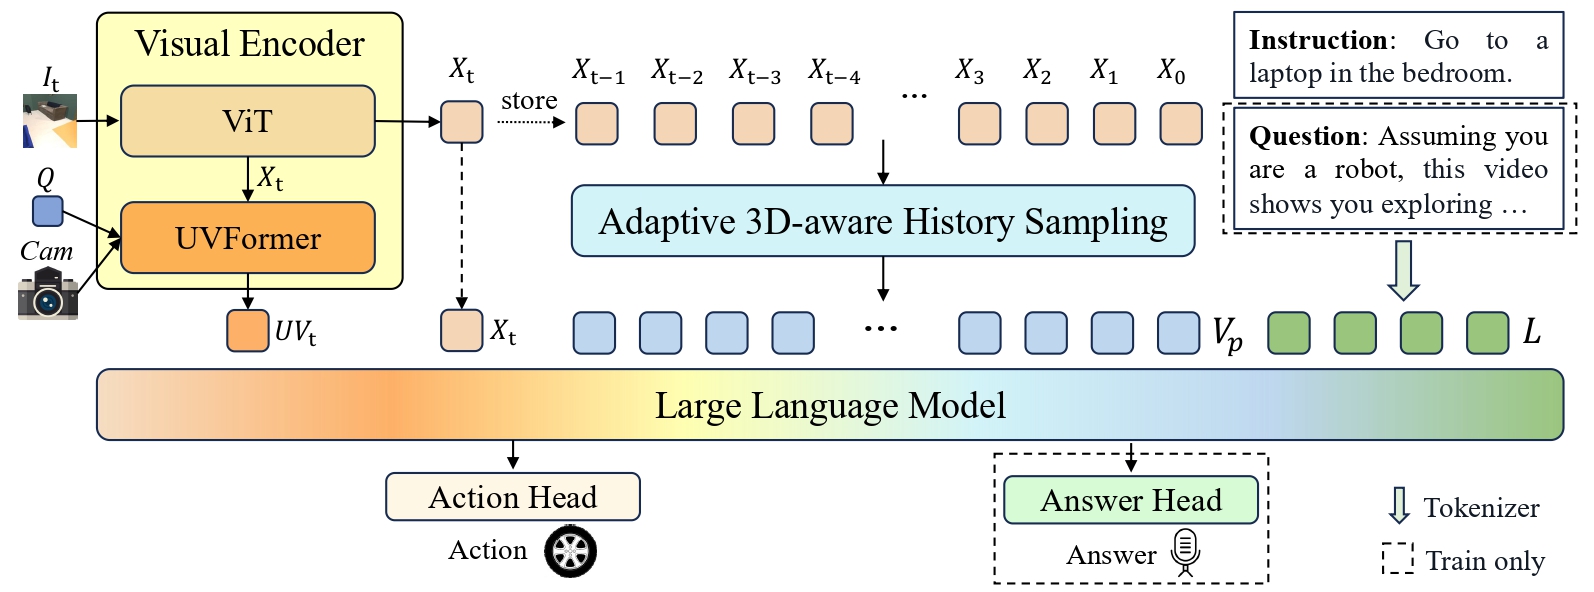 Visual Encoder
I_t
ViT
X_t
Q
Cam
UVFormer
UV_t
X_t
store
X_t
X_{t−1} X_{t−2} X_{t−3} X_{t−4} ... X_3 X_2 X_1 X_0
Adaptive 3D-aware History Sampling
... V_p
Instruction: Go to a
laptop in the bedroom.
Question: Assuming you
are a robot, this video
shows you exploring ...
L
Large Language Model
Action Head
Action
Answer Head
Answer
Tokenizer
Train only